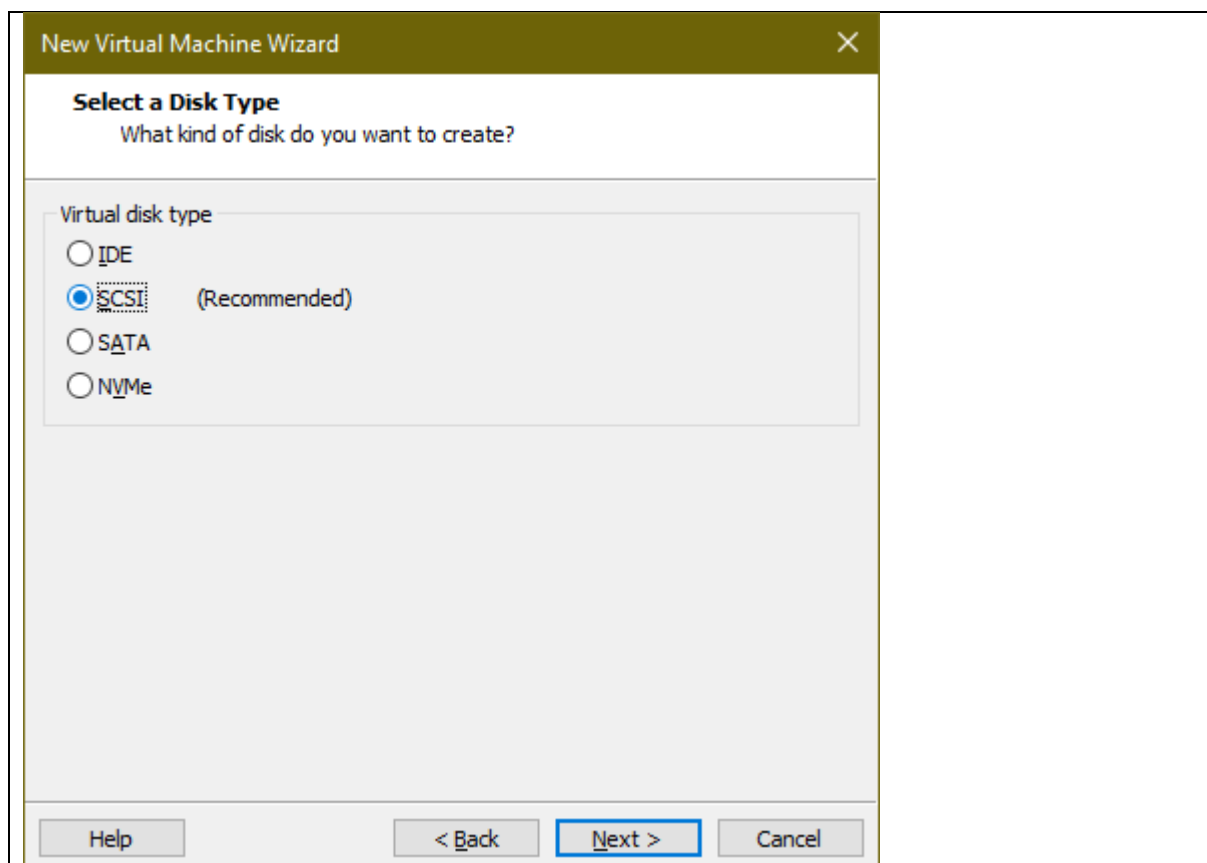 New Virtual Machine Wizard
Select a Disk Type
What kind of disk do you want to create?
Virtual disk type
IDE
SCSI (Recommended)
SATA
NVMe
Help < Back Next > Cancel